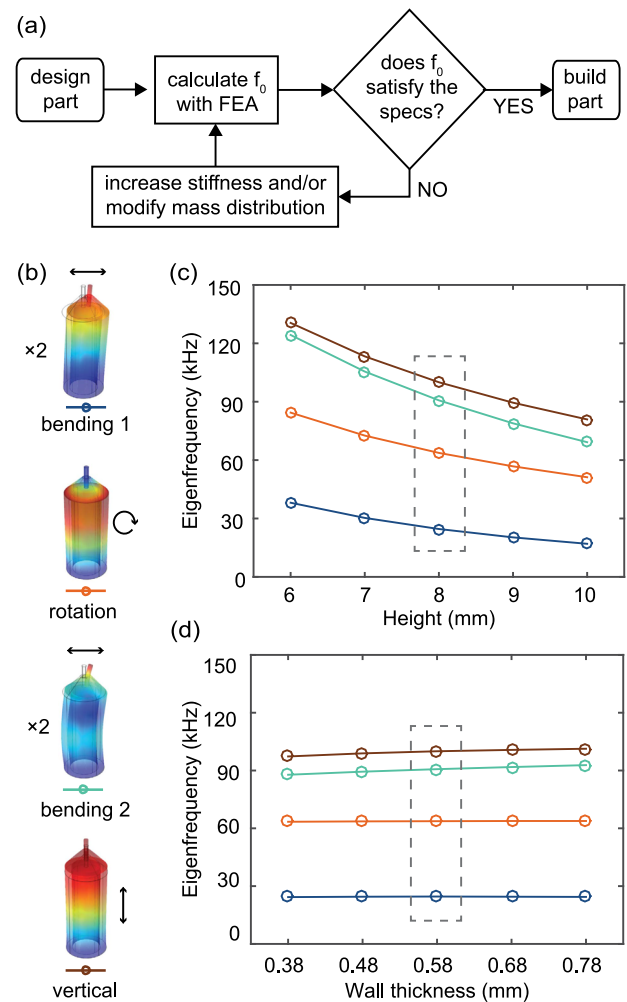 (a)
design
part
calculate f₀
with FEA
does f₀
satisfy the
specs?
YES
build
part
NO
increase stiffness and/or
modify mass distribution
(b)
×2
bending 1
rotation
×2
bending 2
vertical
(c)
150
120
90
60
30
0
Eigenfrequency (kHz)
6 7 8 9 10
Height (mm)
(d)
150
120
90
60
30
0
Eigenfrequency (kHz)
0.38 0.48 0.58 0.68 0.78
Wall thickness (mm)